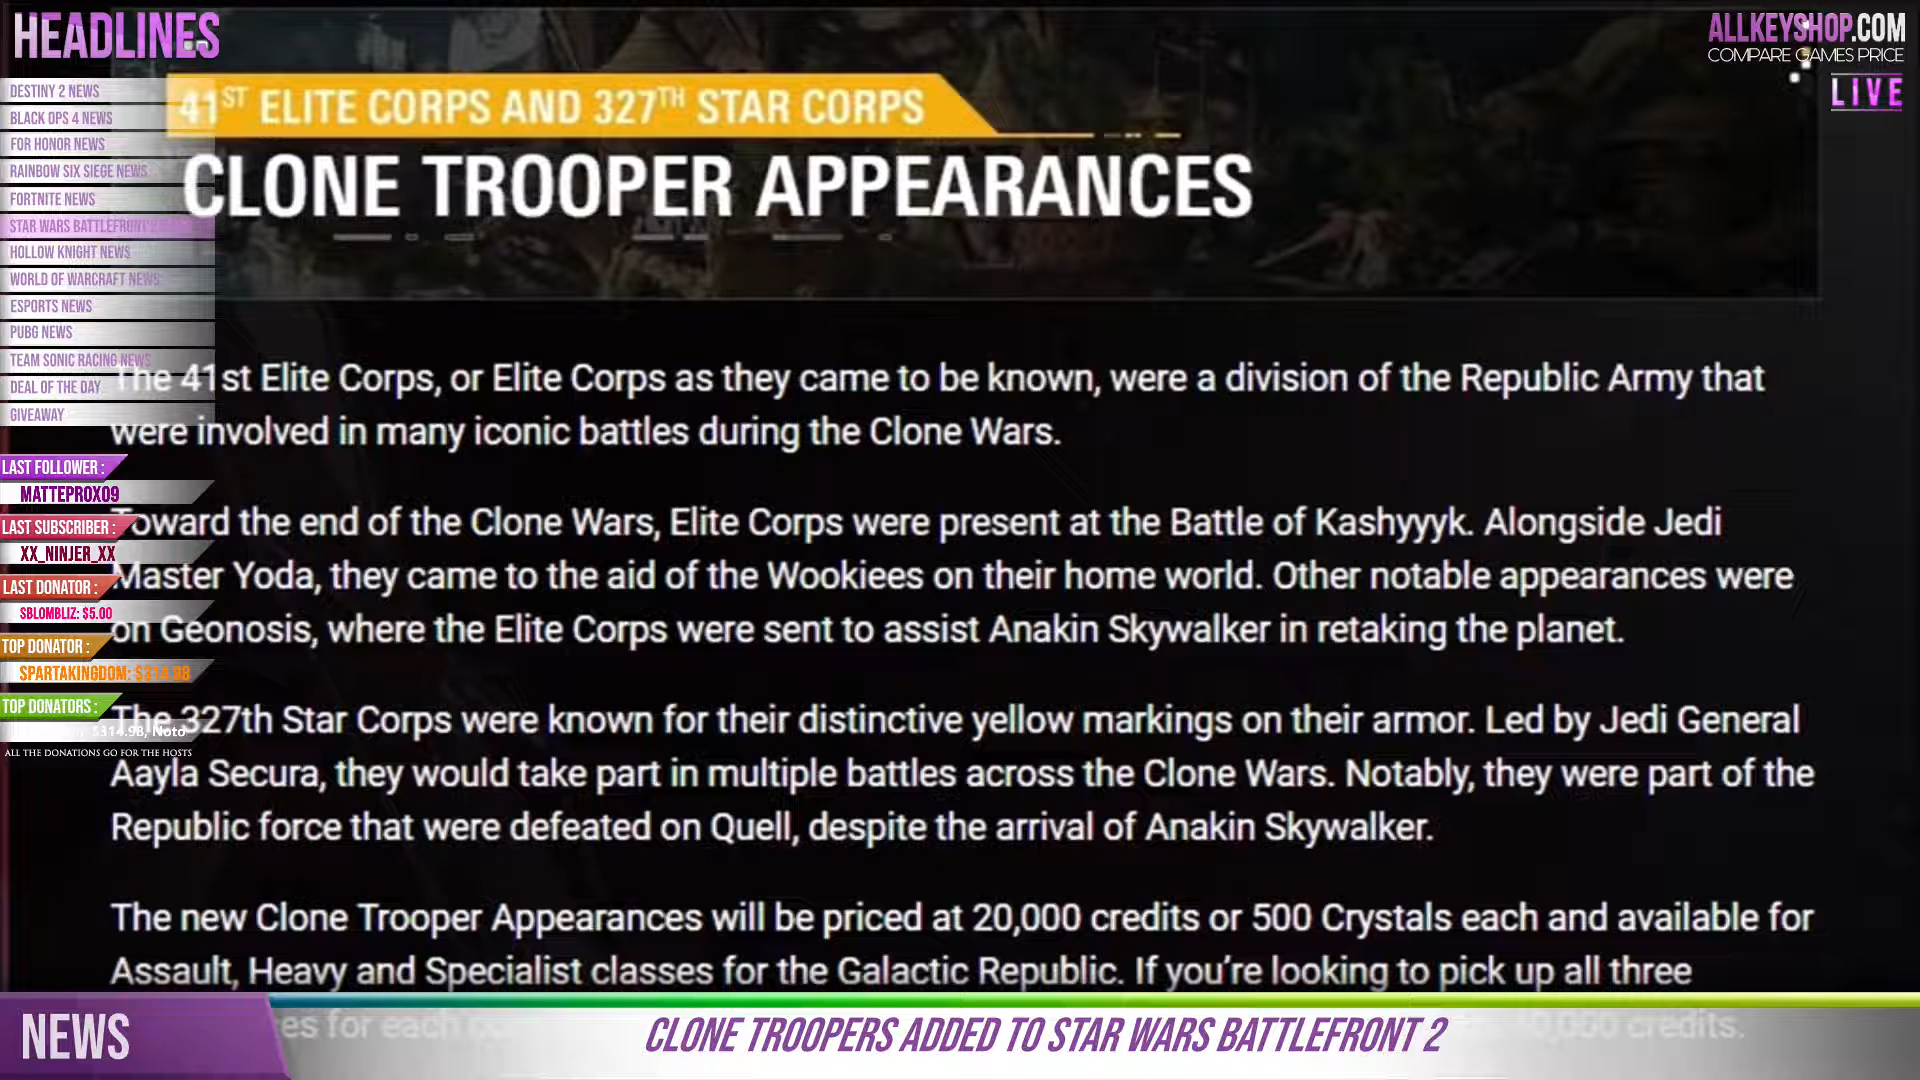 HEADLINES
DESTINY 2 NEWS
BLACK OPS 4 NEWS
FOR HONOR NEWS
RAINBOW SIX SIEGE NEWS
FORTNITE NEWS
STAR WARS BATTLEFRONT 2
HOLLOW KNIGHT NEWS
WORLD OF WARCRAFT NEWS
ESPORTS NEWS
PUBG NEWS
TEAM SONIC RACING NEWS
DEAL OF THE DAY
GIVEAWAY
LAST FOLLOWER :
MATTEPROX09
LAST SUBSCRIBER :
XX_NINJER_XX
LAST DONATOR :
SBLOMBLIZ: $5.00
TOP DONATOR :
SPARTAKINGDOM: $314.98
TOP DONATORS :
$314.98, Noto
ALL THE DONATIONS GO FOR THE HOSTS
ALLKEYSHOP.COM
COMPARE GAMES PRICE
LIVE
41ST ELITE CORPS AND 327TH STAR CORPS
CLONE TROOPER APPEARANCES
The 41st Elite Corps, or Elite Corps as they came to be known, were a division of the Republic Army that
were involved in many iconic battles during the Clone Wars.
Toward the end of the Clone Wars, Elite Corps were present at the Battle of Kashyyyk. Alongside Jedi
Master Yoda, they came to the aid of the Wookiees on their home world. Other notable appearances were
on Geonosis, where the Elite Corps were sent to assist Anakin Skywalker in retaking the planet.
The 327th Star Corps were known for their distinctive yellow markings on their armor. Led by Jedi General
Aayla Secura, they would take part in multiple battles across the Clone Wars. Notably, they were part of the
Republic force that were defeated on Quell, despite the arrival of Anakin Skywalker.
The new Clone Trooper Appearances will be priced at 20,000 credits or 500 Crystals each and available for
Assault, Heavy and Specialist classes for the Galactic Republic. If you're looking to pick up all three
es for each credits.
NEWS
CLONE TROOPERS ADDED TO STAR WARS BATTLEFRONT 2